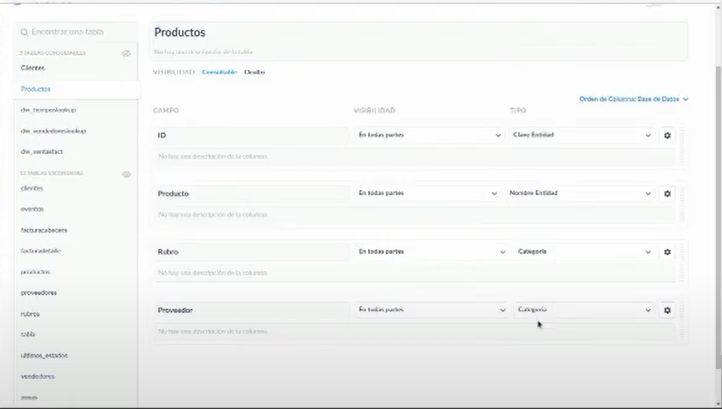 Encontrar una tabla
5 TABLAS CONSULTABLES
Clientes
Productos
dw_tiemposlookup
dw_vendedoreslookup
dw_ventasfact
12 TABLAS ESCONDIDAS
clientes
eventos
facturacabecera
facturadetalle
productos
proveedores
rubros
tabla
ultimos_estados
vendedores
zonas
Productos
No hay una descripción de la tabla
VISIBILIDAD Consultable Oculto
Orden de Columna: Base de Datos
CAMPO VISIBILIDAD TIPO
ID En todas partes Clave Entidad
No hay una descripción de la columna
Producto En todas partes Nombre Entidad
No hay una descripción de la columna
Rubro En todas partes Categoría
No hay una descripción de la columna
Proveedor En todas partes Categoría
No hay una descripción de la columna